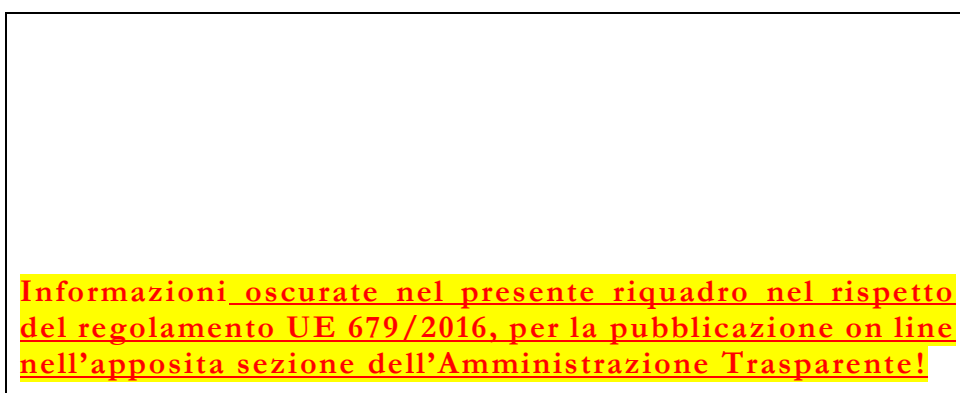 Informazioni oscurate nel presente riquadro nel rispetto
del regolamento UE 679/2016, per la pubblicazione on line
nell’apposita sezione dell’Amministrazione Trasparente!